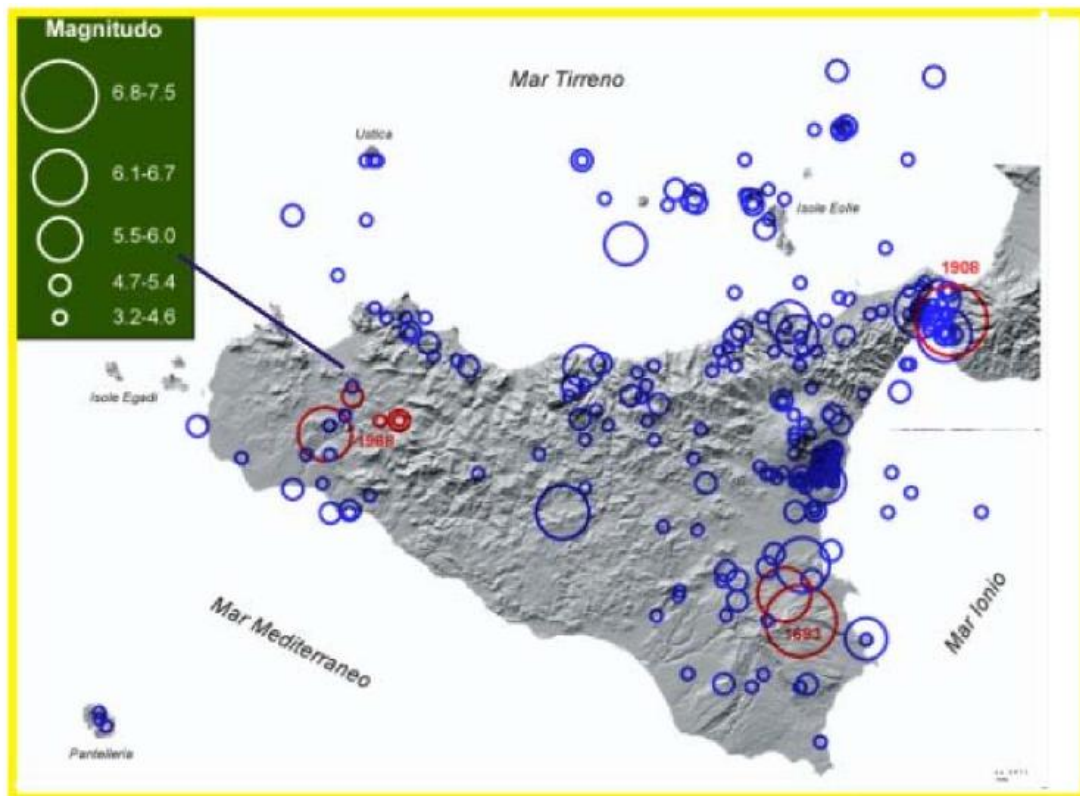 Magnitudo
6.8-7.5
6.1-6.7
5.5-6.0
4.7-5.4
3.2-4.6
Mar Tirreno
Ustica
Isole Eolie
1908
Isole Egadi
1968
Mar Mediterraneo
1693
Mar Ionio
Pantelleria